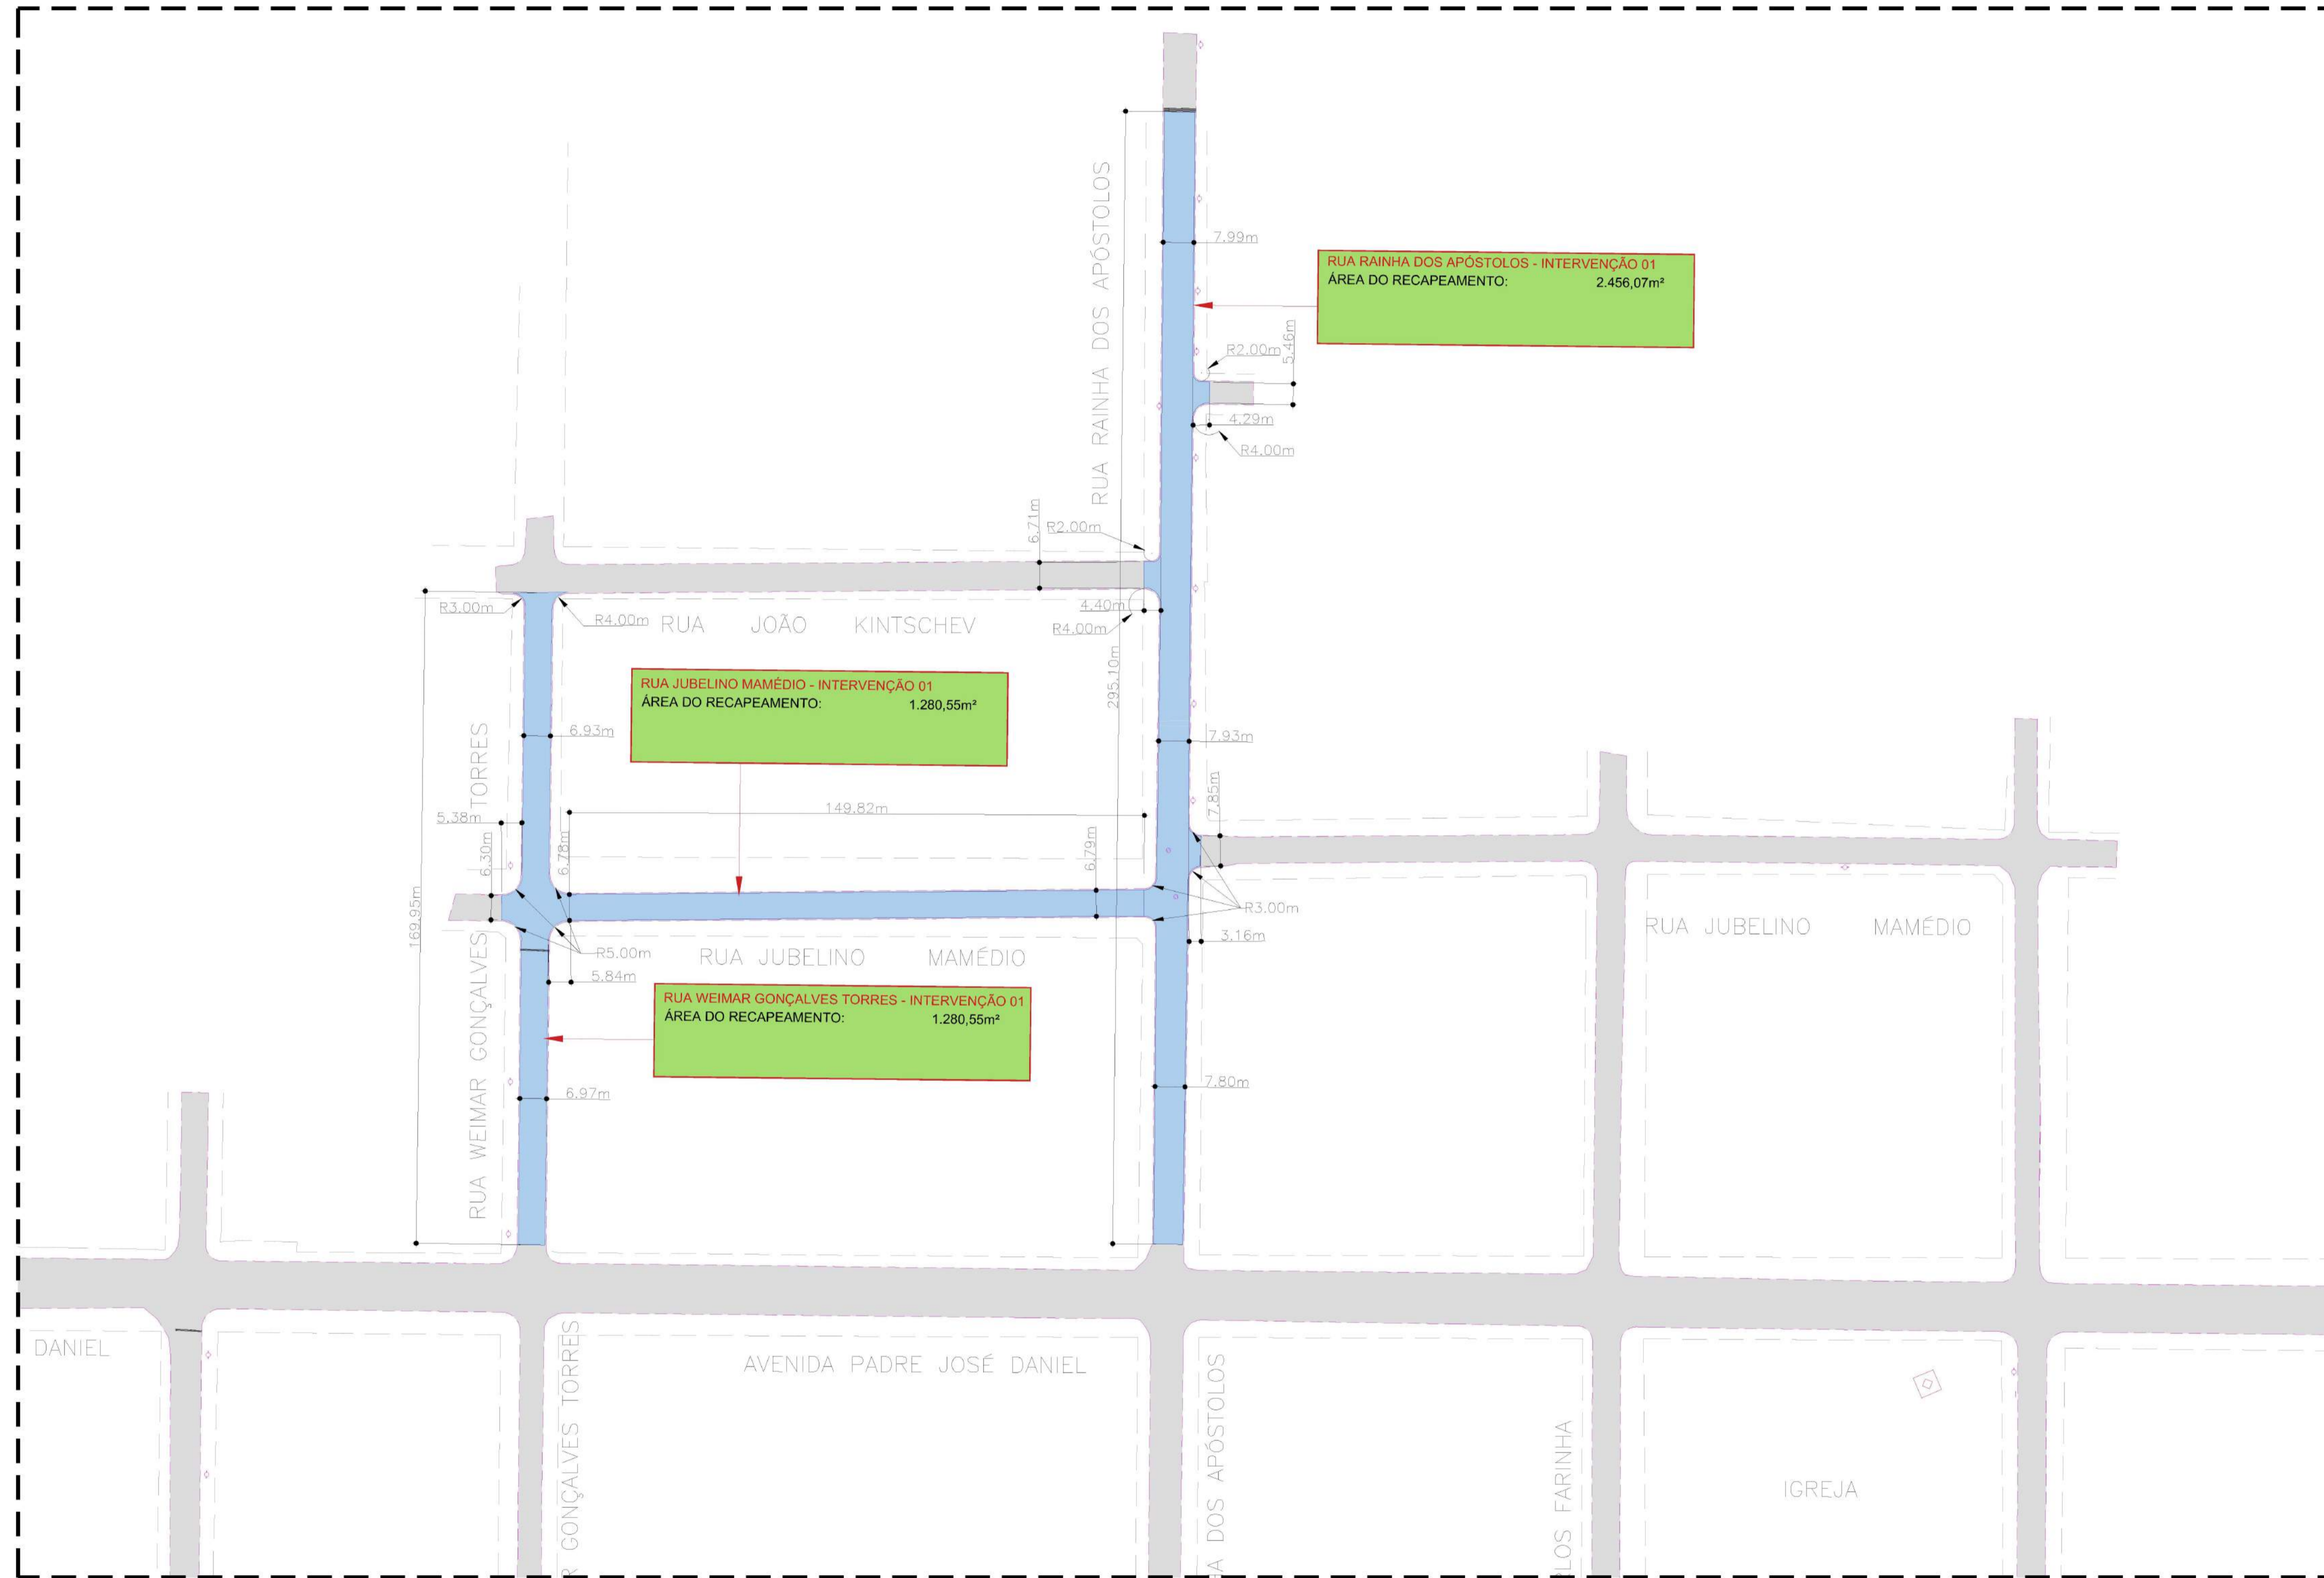 RUA RAINHA DOS APÓSTOLOS
7.99m
RUA RAINHA DOS APÓSTOLOS - INTERVENÇÃO 01
ÁREA DO RECAPEAMENTO: 2.456,07m²
R2.00m
5.46m
4.29m
R4.00m
6.71m
R2.00m
4.40m
R4.00m
R3.00m
R4.00m
RUA JOÃO KINTSCHEV
295.10m
RUA JUBELINO MAMÉDIO - INTERVENÇÃO 01
ÁREA DO RECAPEAMENTO: 1.280,55m²
6.93m
7.93m
149.82m
7.85m
5.38m
6.30m
6.78m
6.79m
169.95m
R3.00m
3.16m
R5.00m
5.84m
RUA JUBELINO MAMÉDIO
RUA JUBELINO MAMÉDIO
RUA WEIMAR GONÇALVES TORRES
RUA WEIMAR GONÇALVES TORRES - INTERVENÇÃO 01
ÁREA DO RECAPEAMENTO: 1.280,55m²
6.97m
7.80m
DANIEL
AVENIDA PADRE JOSÉ DANIEL
R GONÇALVES TORRES
HA DOS APÓSTOLOS
LOS FARINHA
IGREJA